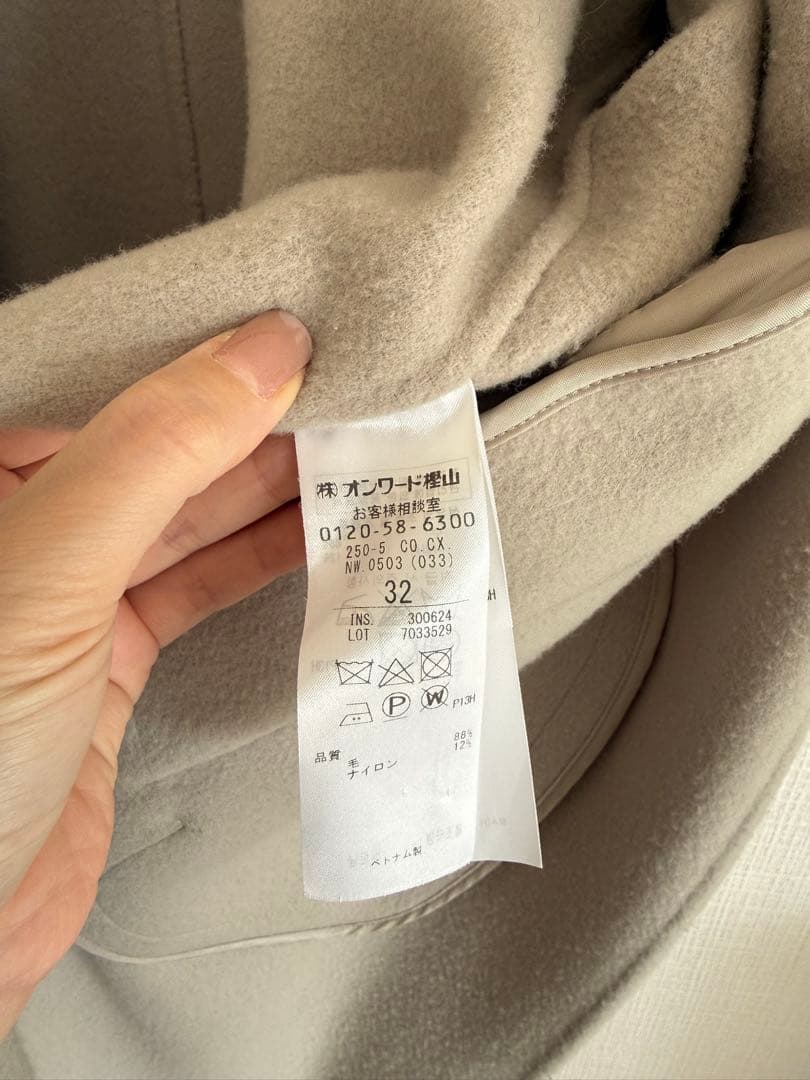 ㈱オンワード樫山
お客様相談室
0120-58-6300
250-5 CO.CX.
NW.0503 (033)
32
INS. 300624
LOT 7033529
P W P13H
品質 毛 88%
ナイロン 12%
ベトナム製